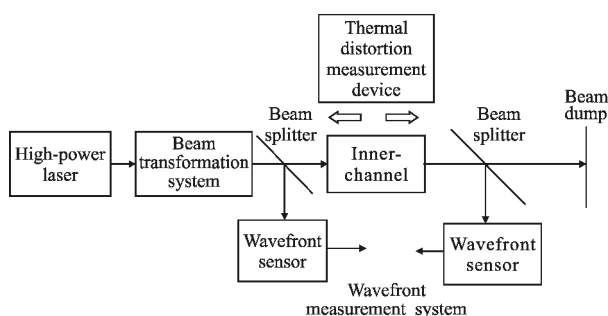 Thermal
distortion
measurement
device
Beam
splitter
Beam
splitter
Beam
dump
High-power
laser
Beam
transformation
system
Inner-
channel
Wavefront
sensor
Wavefront
sensor
Wavefront
measurement system